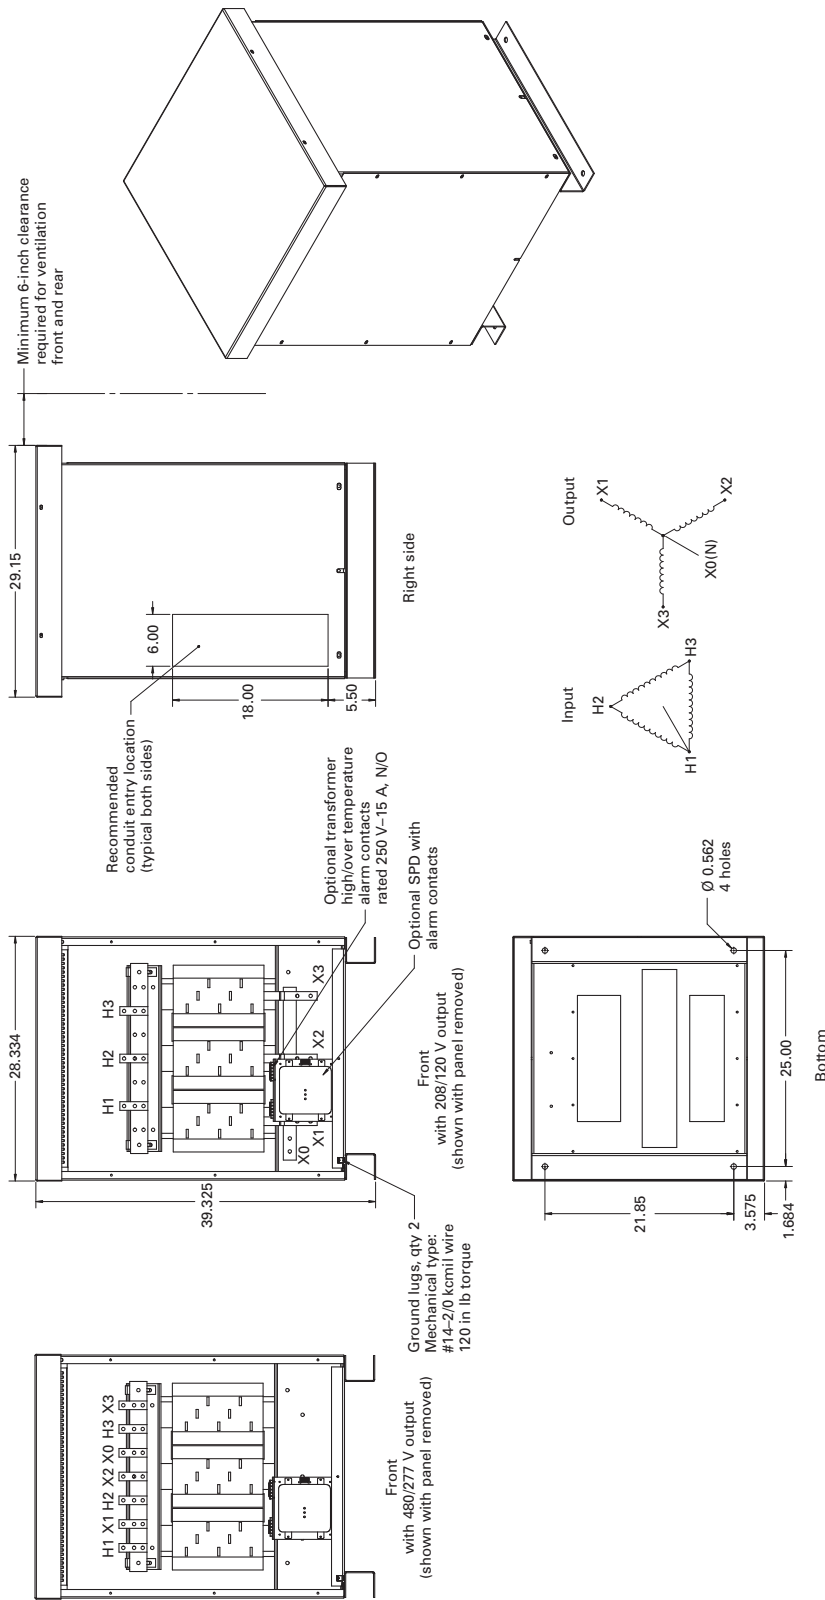 H1 X1 H2 X2 X0 H3 X3
Front
with 480/277 V output
(shown with panel removed)
28.334
39.325
H1
H2
H3
X0
X1
X2
X3
Ground lugs, qty 2
Mechanical type:
#14–2/0 kcmil wire
120 in lb torque
Front
with 208/120 V output
(shown with panel removed)
Optional transformer
high/over temperature
alarm contacts
rated 250 V–15 A, N/O
Optional SPD with
alarm contacts
29.15
Recommended
conduit entry location
(typical both sides)
6.00
18.00
5.50
Right side
Minimum 6-inch clearance
required for ventilation
front and rear
21.85
3.575
1.684
25.00
Ø 0.562
4 holes
Bottom
Input
H2
H1
H3
Output
X1
X2
X3
X0(N)